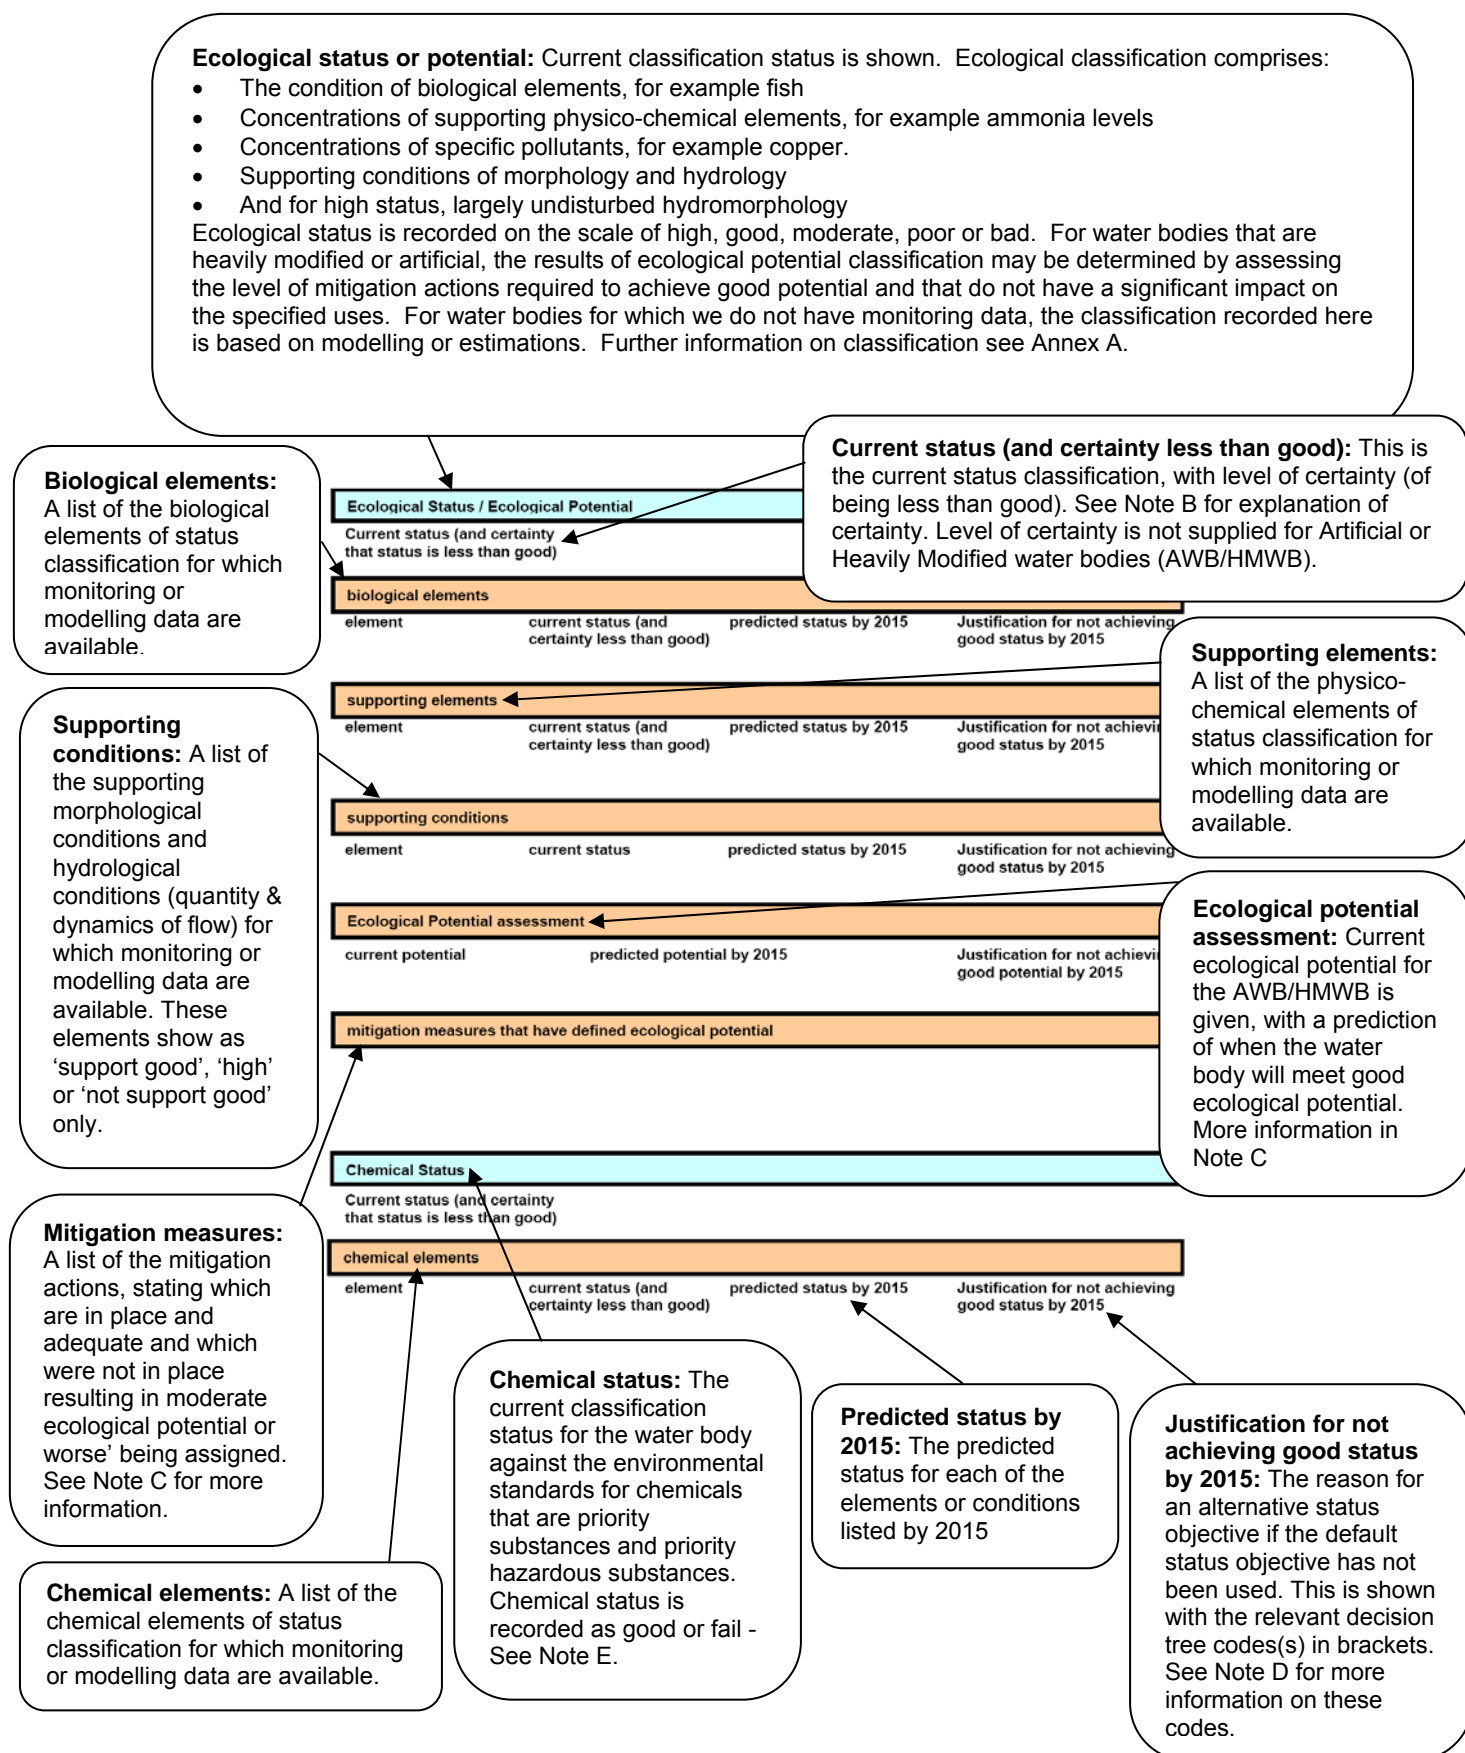 Ecological status or potential: Current classification status is shown.  Ecological classification comprises:
• The condition of biological elements, for example fish
• Concentrations of supporting physico-chemical elements, for example ammonia levels
• Concentrations of specific pollutants, for example copper.
• Supporting conditions of morphology and hydrology
• And for high status, largely undisturbed hydromorphology
Ecological status is recorded on the scale of high, good, moderate, poor or bad.  For water bodies that are
heavily modified or artificial, the results of ecological potential classification may be determined by assessing
the level of mitigation actions required to achieve good potential and that do not have a significant impact on
the specified uses.  For water bodies for which we do not have monitoring data, the classification recorded here
is based on modelling or estimations.  Further information on classification see Annex A.
Current status (and certainty less than good): This is
the current status classification, with level of certainty (of
being less than good). See Note B for explanation of
certainty. Level of certainty is not supplied for Artificial or
Heavily Modified water bodies (AWB/HMWB).
Biological elements:
A list of the biological
elements of status
classification for which
monitoring or
modelling data are
available.
Ecological Status / Ecological Potential
Current status (and certainty
that status is less than good)
biological elements
element
current status (and
certainty less than good)
predicted status by 2015
Justification for not achieving
good status by 2015
Supporting elements:
A list of the physico-
chemical elements of
status classification for
which monitoring or
modelling data are
available.
supporting elements
element
current status (and
certainty less than good)
predicted status by 2015
Justification for not achievi
good status by 2015
Supporting
conditions: A list of
the supporting
morphological
conditions and
hydrological
conditions (quantity &
dynamics of flow) for
which monitoring or
modelling data are
available. These
elements show as
‘support good’, ‘high’
or ‘not support good’
only.
supporting conditions
element
current status
predicted status by 2015
Justification for not achieving
good status by 2015
Ecological Potential assessment
current potential
predicted potential by 2015
Justification for not achievi
good potential by 2015
Ecological potential
assessment: Current
ecological potential for
the AWB/HMWB is
given, with a prediction
of when the water
body will meet good
ecological potential.
More information in
Note C
mitigation measures that have defined ecological potential
Chemical Status
Current status (and certainty
that status is less than good)
chemical elements
element
current status (and
certainty less than good)
predicted status by 2015
Justification for not achieving
good status by 2015
Mitigation measures:
A list of the mitigation
actions, stating which
are in place and
adequate and which
were not in place
resulting in moderate
ecological potential or
worse’ being assigned.
See Note C for more
information.
Chemical elements: A list of the
chemical elements of status
classification for which monitoring
or modelling data are available.
Chemical status: The
current classification
status for the water body
against the environmental
standards for chemicals
that are priority
substances and priority
hazardous substances.
Chemical status is
recorded as good or fail -
See Note E.
Predicted status by
2015: The predicted
status for each of the
elements or conditions
listed by 2015
Justification for not
achieving good status
by 2015: The reason for
an alternative status
objective if the default
status objective has not
been used. This is shown
with the relevant decision
tree codes(s) in brackets.
See Note D for more
information on these
codes.